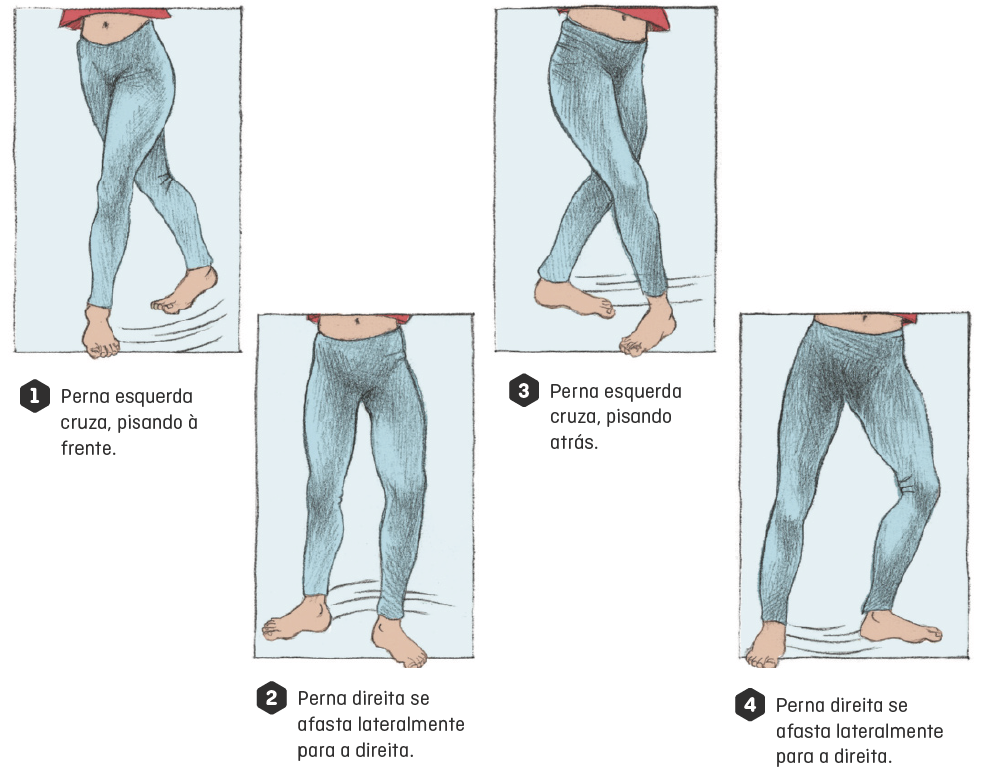 1 Perna esquerda
cruza, pisando à
frente.
2 Perna direita se
afasta lateralmente
para a direita.
3 Perna esquerda
cruza, pisando
atrás.
4 Perna direita se
afasta lateralmente
para a direita.